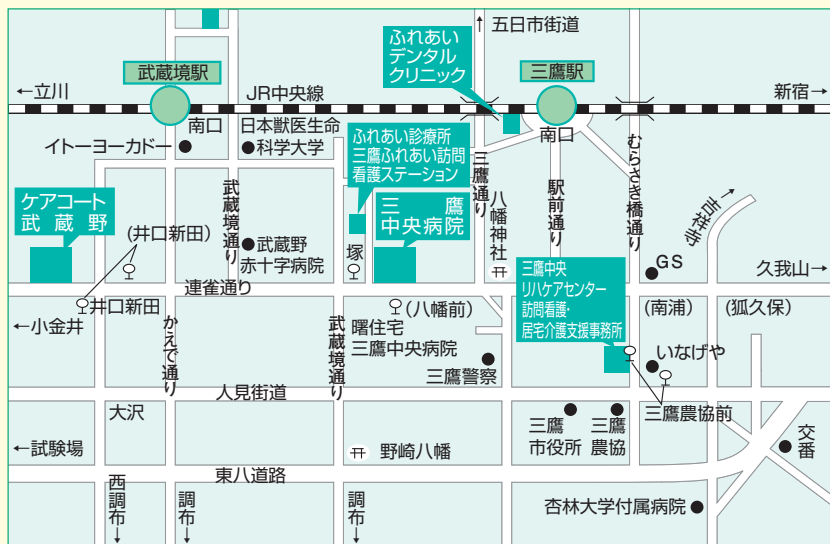 ↑五日市街道
ふれあい
デンタル
クリニック
武蔵境駅
三鷹駅
←立川
JR中央線
新宿→
南口
日本獣医生命
科学大学
イトーヨーカドー
南口
ふれあい診療所
三鷹ふれあい訪問
看護ステーション
三鷹通り
むらさき橋通り
駅前通り
八幡神社
武蔵境通り
吉祥寺→
ケアコート
武蔵野
三鷹
中央病院
(井口新田)
武蔵野
赤十字病院
塚
三鷹中央
リハケアセンター
訪問看護・
居宅介護支援事務所
GS
久我山→
連雀通り
井口新田
(八幡前)
(南浦)
(狐久保)
←小金井
かえで通り
武蔵境通り
曙住宅
三鷹中央病院
三鷹警察
いなげや
人見街道
大沢
三鷹農協前
三鷹
市役所
三鷹
農協
交番
←試験場
野崎八幡
東八道路
西調布→
調布→
調布→
杏林大学付属病院